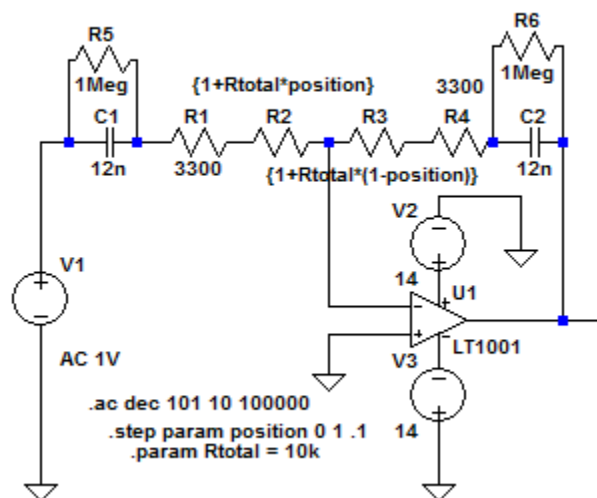 R5
1Meg
R6
1Meg
{1+Rtotal*position}
3300
C1
R1
R2
R3
R4
C2
12n
3300
12n
{1+Rtotal*(1-position)}
V2
V1
14
U1
LT1001
V3
AC 1V
.ac dec 101 10 100000
.step param position 0 1 .1
14
.param Rtotal = 10k